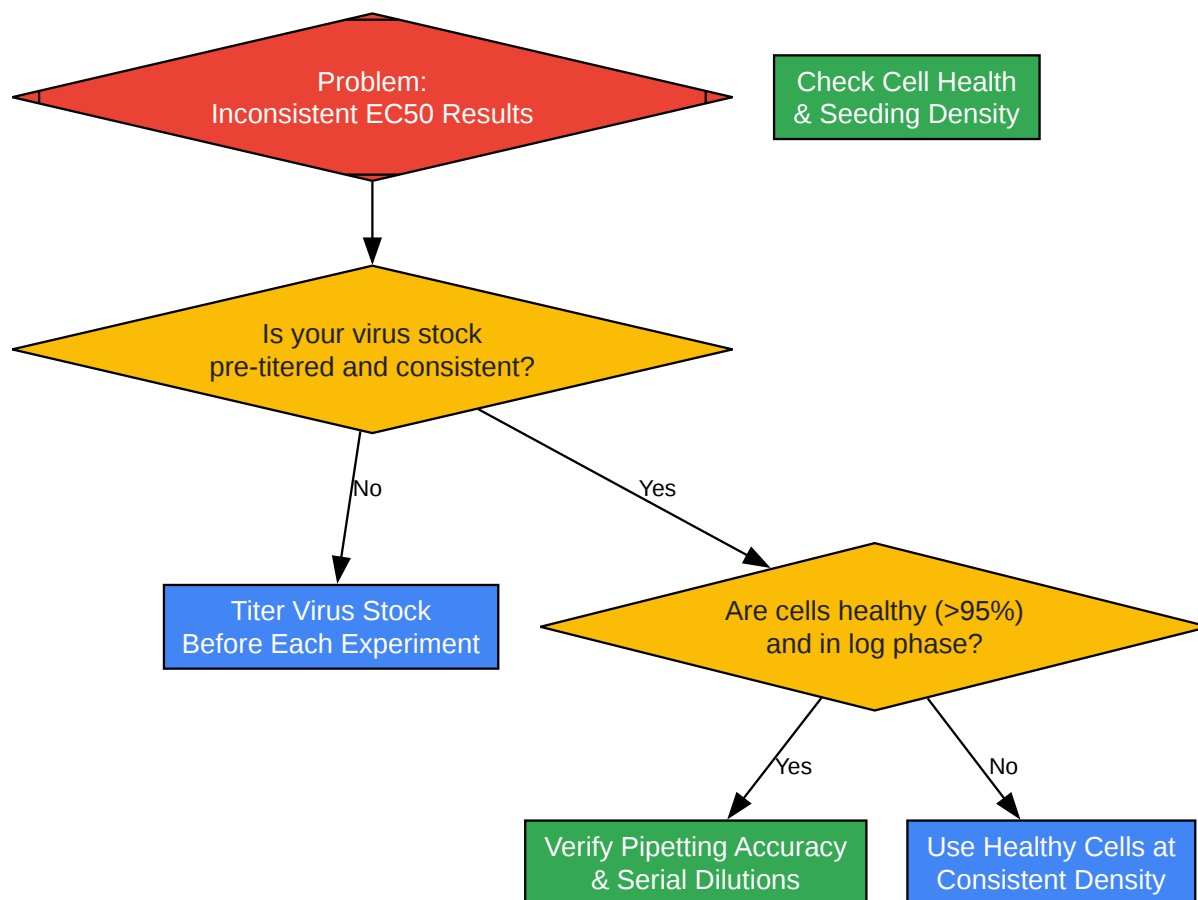 Problem:
Inconsistent EC50 Results
Check Cell Health
& Seeding Density
Is your virus stock
pre-titered and consistent?
No
Yes
Titer Virus Stock
Before Each Experiment
Are cells healthy (>95%)
and in log phase?
Yes
No
Verify Pipetting Accuracy
& Serial Dilutions
Use Healthy Cells at
Consistent Density